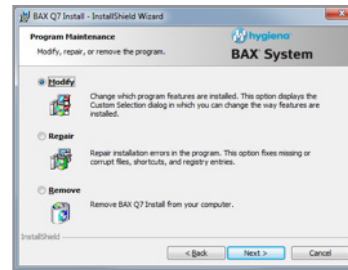 BAX Q7 Install - InstallShield Wizard
Program Maintenance
Modify, repair, or remove the program.
hygiena
BAX System
Modify
Change which program features are installed. This option displays the
Custom Selection dialog in which you can change the way features are
installed.
Repair
Repair installation errors in the program. This option fixes missing or
corrupt files, shortcuts, and registry entries.
Remove
Remove BAX Q7 Install from your computer.
InstallShield
< Back
Next >
Cancel